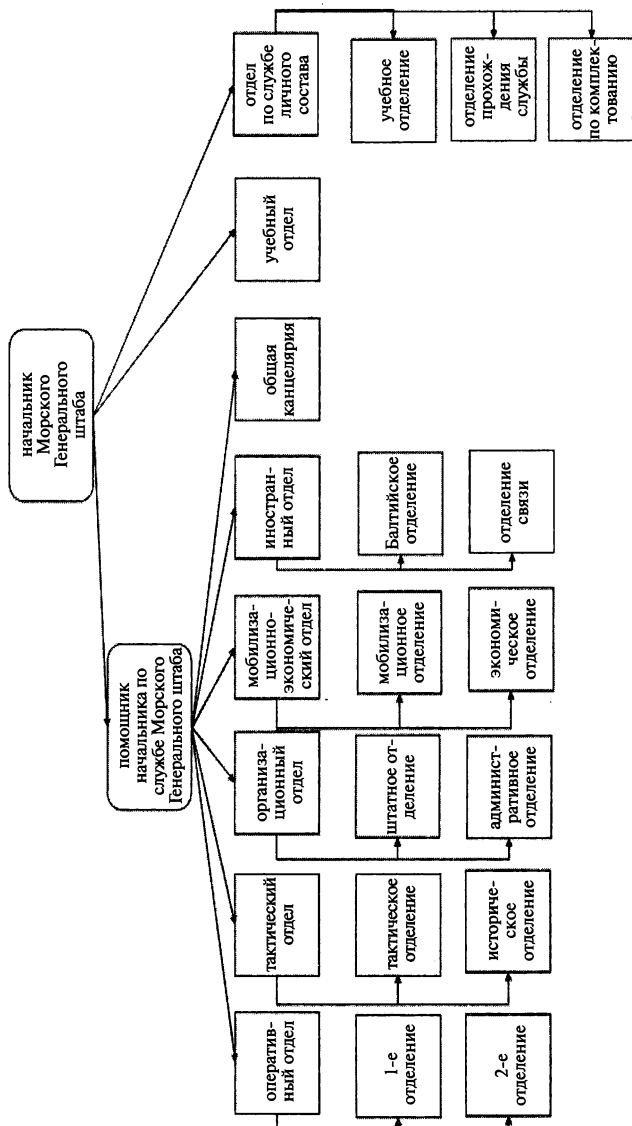 начальник
Морского
Генерального
штаба
помощник
начальника по
службе Морского
Генерального штаба
оператив-
ный отдел
1-е
отделение
2-е
отделение
тактический
отдел
тактическое
отделение
историче-
ское
отделение
организа-
ционный
отдел
штатное от-
деление
админист-
ративное
отделение
мобилиза-
ционно-
экономиче-
ский отдел
мобилиза-
ционное
отделение
экономи-
ческое
отделение
иностран-
ный отдел
Балтийское
отделение
отделение
связи
общая
канцелярия
учебный
отдел
отдел
по службе
личного
состава
учебное
отделение
отделение
прохож-
дения
службы
отделение
по комплек-
тованию